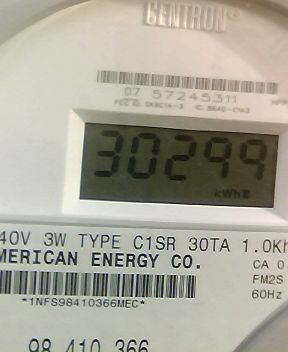 CENTRON®
07 57245311
30299
kWh
40V 3W TYPE C1SR 30TA 1.0Kh
MERICAN ENERGY CO.
CA 0
FM2S
60Hz
*1NFS98410366MEC*
98 410 366